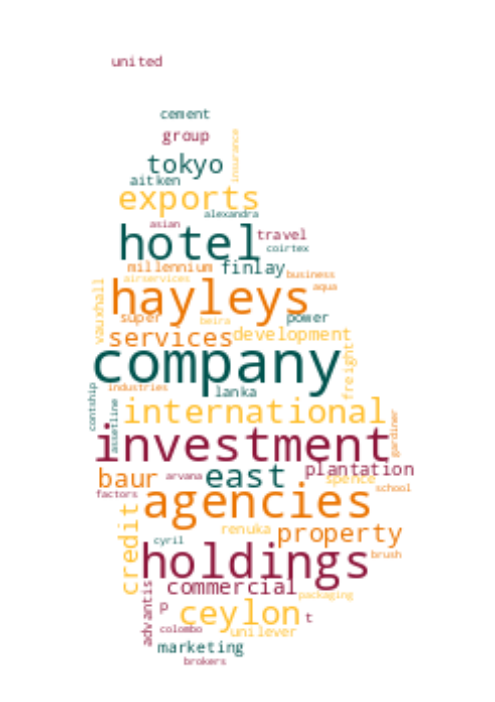 united
cement
group
insurance
tokyo
aitken
exports
alexandra
asian
hotel
travel
coirtex
millennium
finlay
business
airservices
aqua
vauxhall
hayleys
super
beira
power
services
development
company
freight
industries
lanka
contship
assetline
international
gardiner
investment
plantation
baur
arvana
east
spence
school
factors
agencies
credit
renuka
property
cyril
holdings
brush
advantis
commercial
packaging
p
ceylon
t
colombo
unilever
marketing
brokers